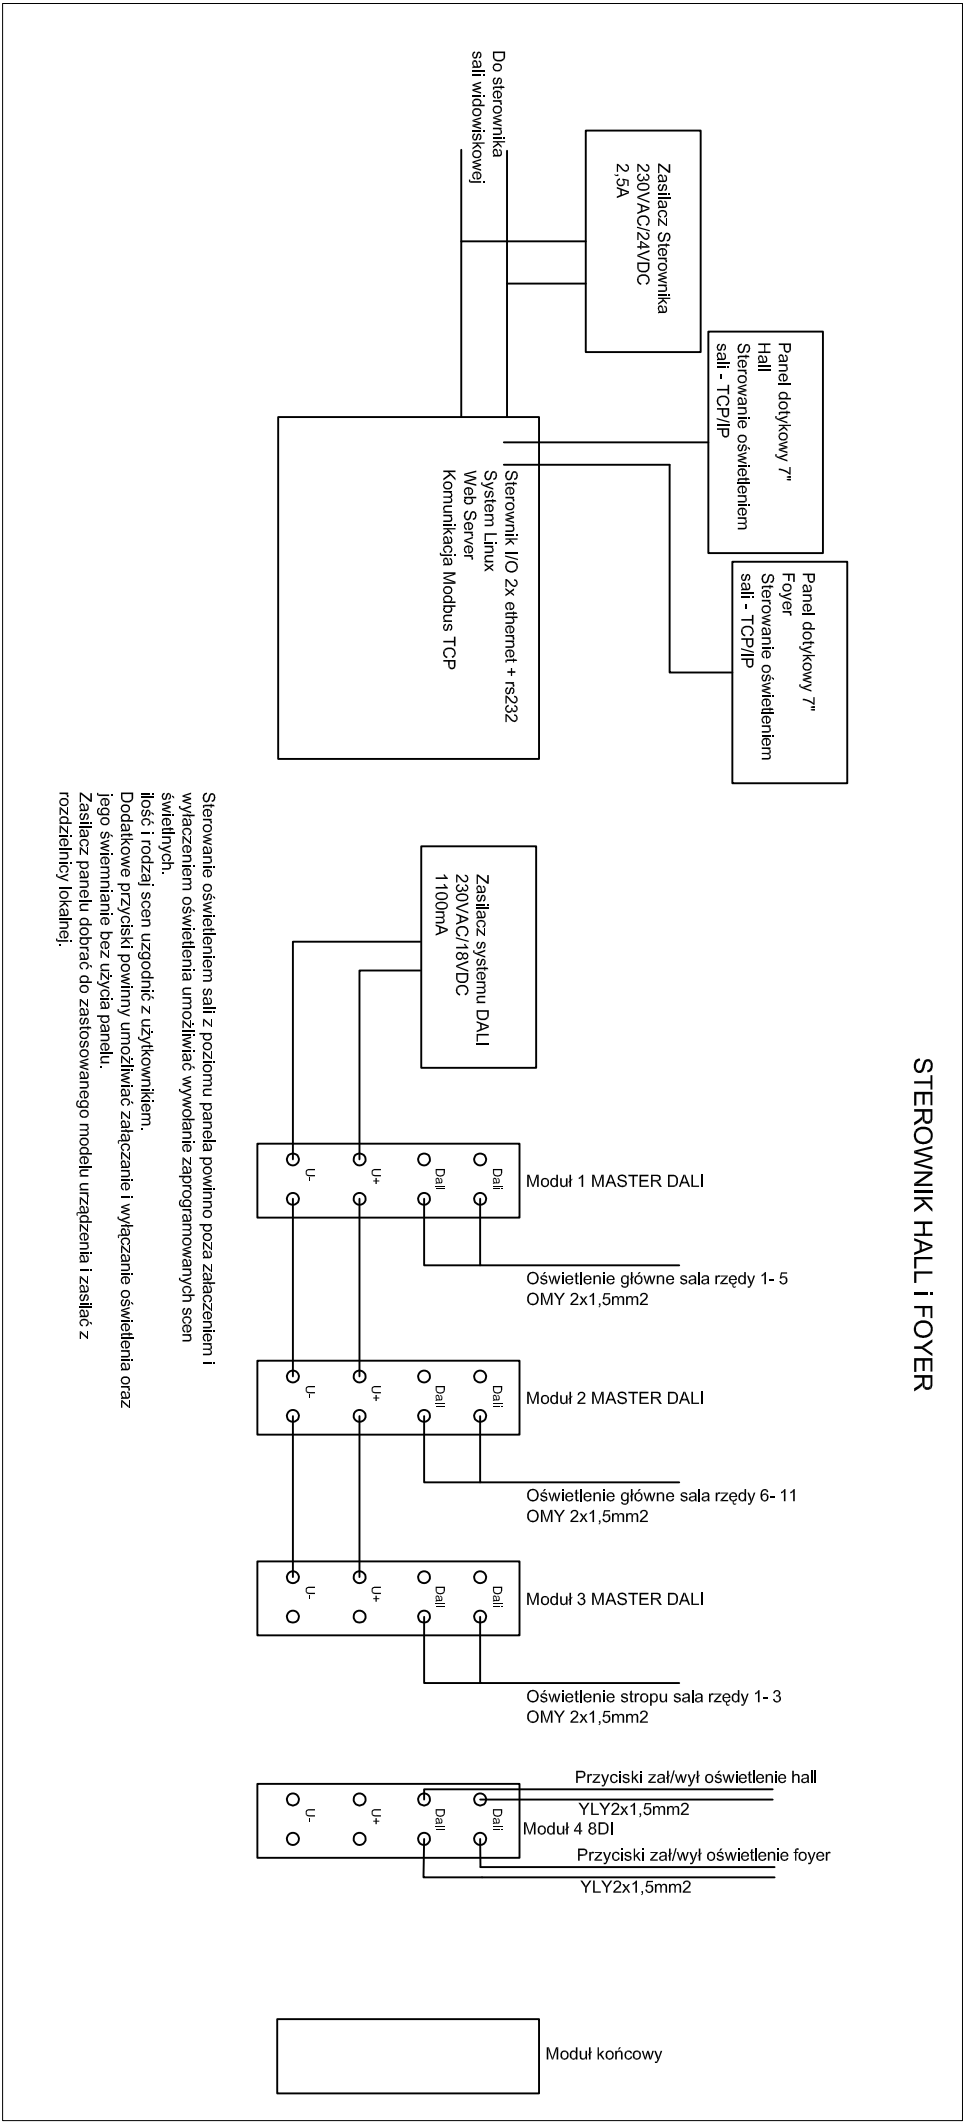 STEROWNIK HALL i FOYER
Do sterownika
sali widowiskowej
Zasilacz Sterownika
230VAC/24VDC
2,5A
Panel dotykowy 7"
Hall
Sterowanie oświetleniem
sali - TCP/IP
Panel dotykowy 7"
Foyer
Sterowanie oświetleniem
sali - TCP/IP
Sterownik I/O 2x ethernet + rs232
System Linux
Web Server
Komunikacja Modbus TCP
Zasilacz systemu DALI
230VAC/18VDC
1100mA
Sterowanie oświetleniem sali z poziomu panela powinno poza załaczeniem i
wyłaczeniem oświetlenia umożliwiać wywołanie zaprogramowanych scen
świetlnych.
ilość i rodzaj scen uzgodnić z użytkownikiem.
Dodatkowe przyciski powinny umożliwiać załączanie i wyłączanie oświetlenia oraz
jego świemnianie bez użycia panelu.
Zasilacz panelu dobrać do zastosowanego modelu urządzenia i zasilać z
rozdzielnicy lokalnej.
Moduł 1 MASTER DALI
Dali
Dali
U+
U-
Oświetlenie główne sala rzędy 1- 5
OMY 2x1,5mm2
Moduł 2 MASTER DALI
Dali
Dali
U+
U-
Oświetlenie główne sala rzędy 6- 11
OMY 2x1,5mm2
Moduł 3 MASTER DALI
Dali
Dali
U+
U-
Oświetlenie stropu sala rzędy 1- 3
OMY 2x1,5mm2
Przyciski zał/wył oświetlenie hall
YLY2x1,5mm2
Moduł 4 8DI
Dali
Dali
U+
U-
Przyciski zał/wył oświetlenie foyer
YLY2x1,5mm2
Moduł końcowy